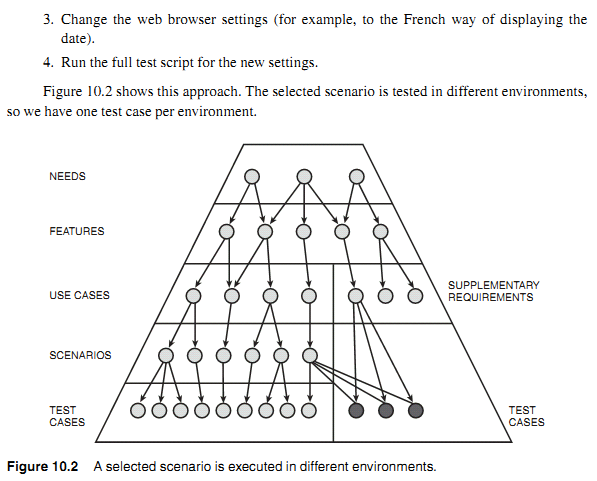 3. Change the web browser settings (for example, to the French way of displaying the
date).
4. Run the full test script for the new settings.
Figure 10.2 shows this approach. The selected scenario is tested in different environments,
so we have one test case per environment.
NEEDS
FEATURES
USE CASES
SUPPLEMENTARY
REQUIREMENTS
SCENARIOS
TEST
CASES
TEST
CASES
Figure 10.2 A selected scenario is executed in different environments.